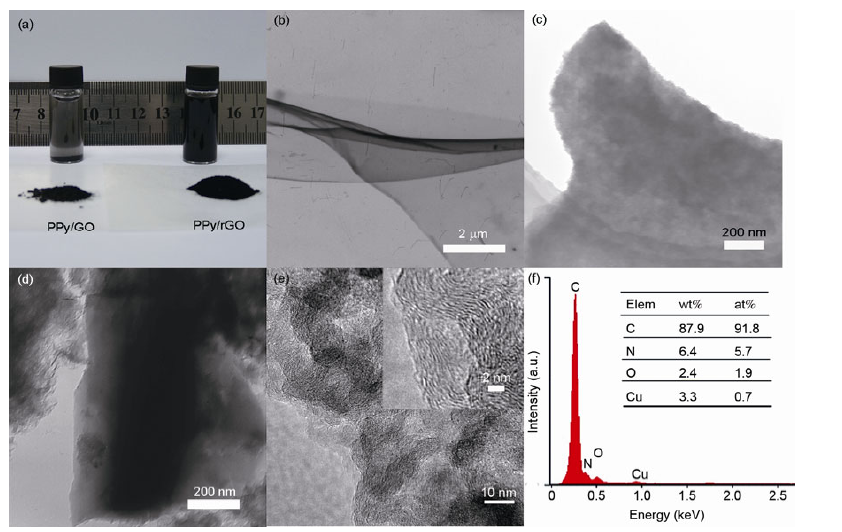 (a)
7 8 10 11 12 13 16 17
PPy/GO PPy/rGO
(b)
2 μm
(c)
200 nm
(d)
200 nm
(e)
2 nm
10 nm
(f)
C
Elem wt% at%
C 87.9 91.8
N 6.4 5.7
O 2.4 1.9
Cu 3.3 0.7
N O Cu
Intensity (a.u.)
0 0.5 1.0 1.5 2.0 2.5
Energy (keV)